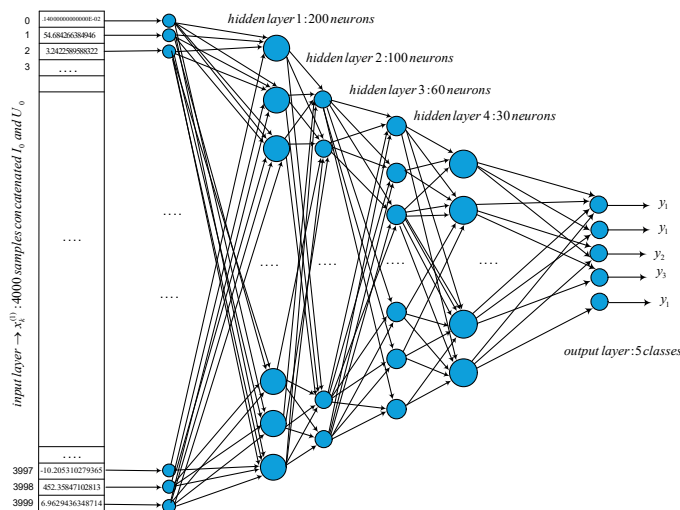 0 .140000000000000E-02
1 54.684266384946
2 3.2422589588322
3 ....
....
....
3997 -10.205310279365
3998 452.35847102813
3999 6.9629436348714
input layer → x_k^(1) : 4000 samples concatenated I_0 and U_0
hidden layer 1 : 200 neurons
hidden layer 2 : 100 neurons
hidden layer 3 : 60 neurons
hidden layer 4 : 30 neurons
....
....
....
....
....
....
y_1
y_1
y_2
y_3
y_1
output layer : 5 classes